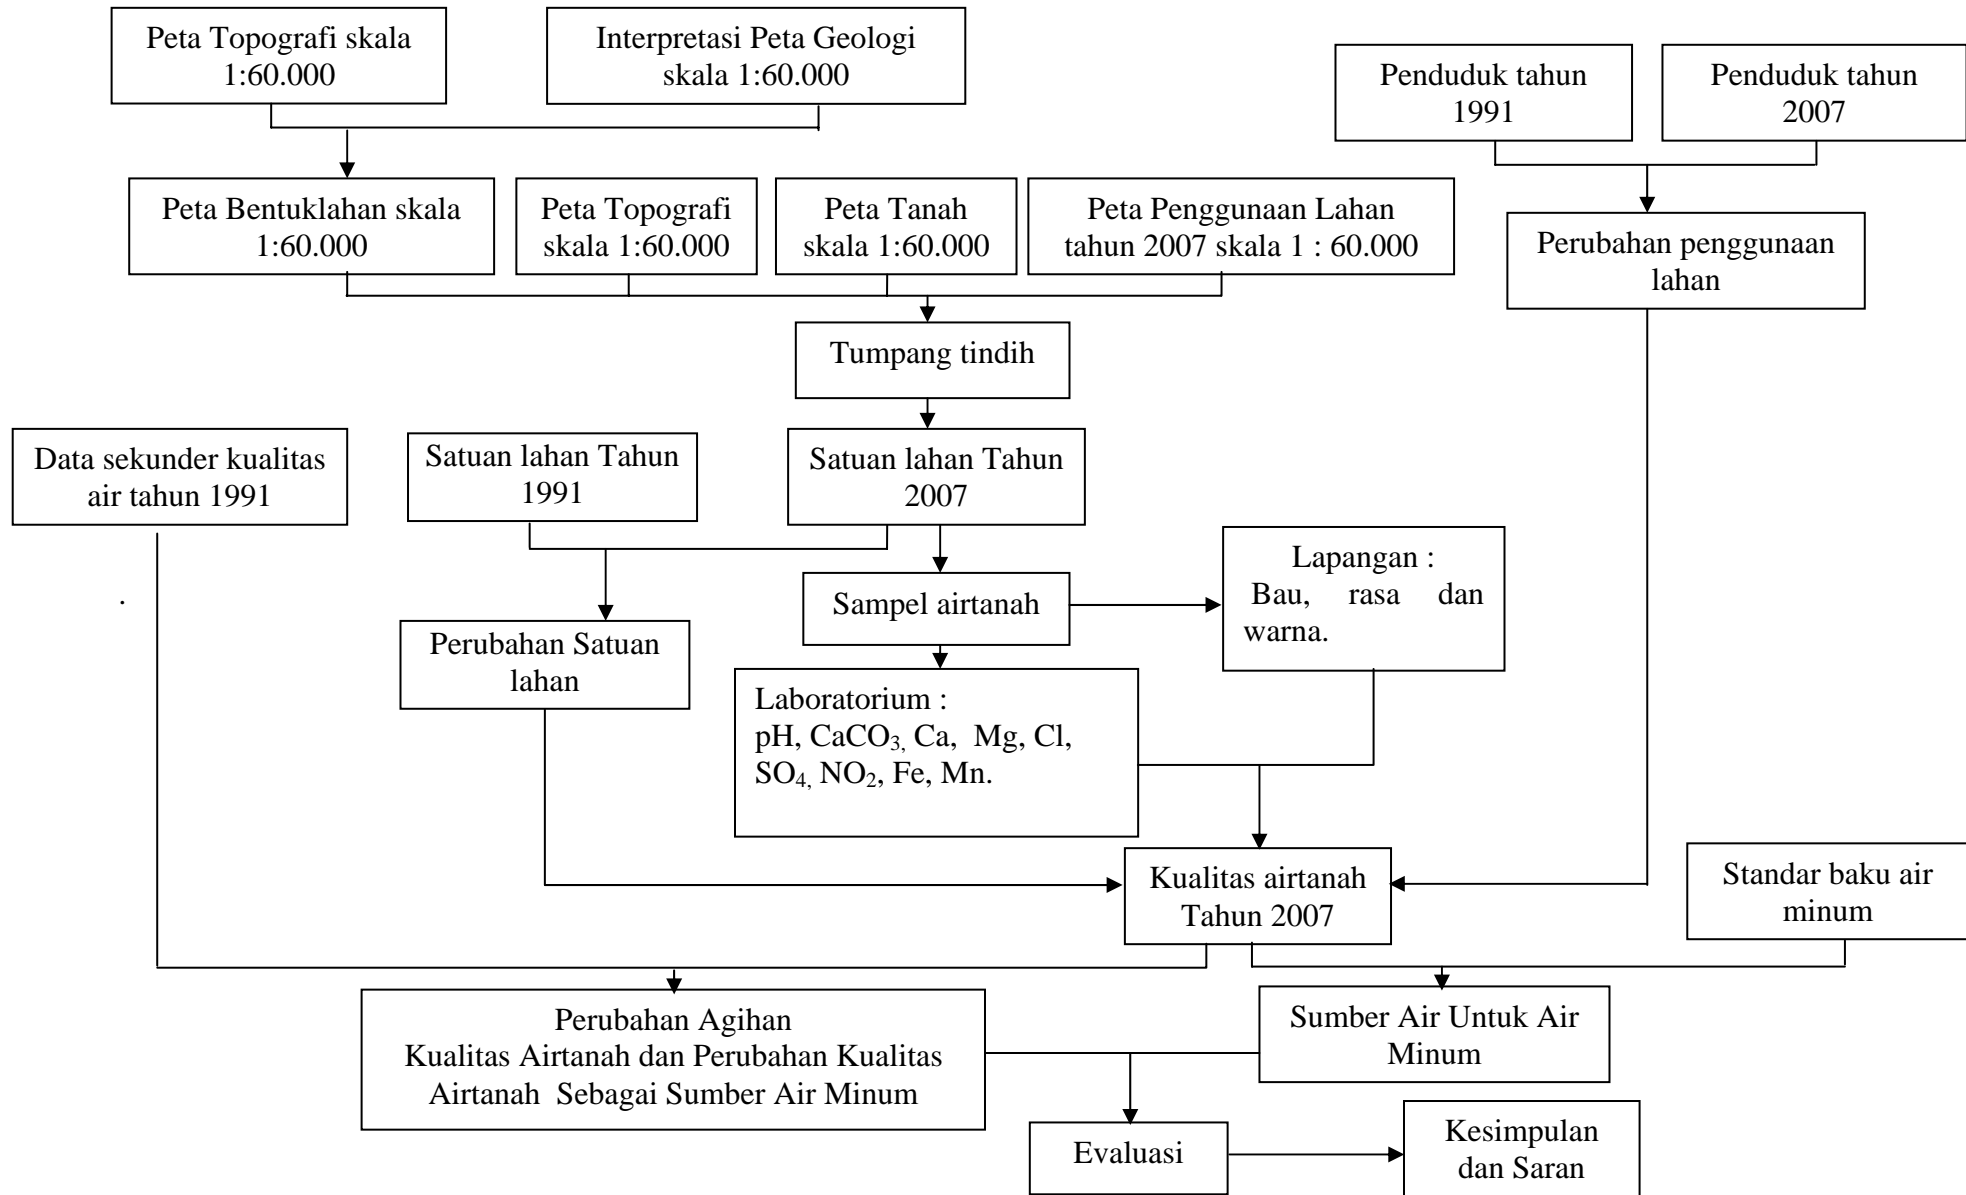 Peta Topografi skala
1:60.000
Interpretasi Peta Geologi
skala 1:60.000
Penduduk tahun
1991
Penduduk tahun
2007
Peta Bentuklahan skala
1:60.000
Peta Topografi
skala 1:60.000
Peta Tanah
skala 1:60.000
Peta Penggunaan Lahan
tahun 2007 skala 1 : 60.000
Perubahan penggunaan
lahan
Tumpang tindih
Data sekunder kualitas
air tahun 1991
Satuan lahan Tahun
1991
Satuan lahan Tahun
2007
Lapangan :
Bau, rasa dan
warna.
.
Sampel airtanah
Perubahan Satuan
lahan
Laboratorium :
pH, CaCO₃, Ca, Mg, Cl,
SO₄, NO₂, Fe, Mn.
Kualitas airtanah
Tahun 2007
Standar baku air
minum
Perubahan Agihan
Kualitas Airtanah dan Perubahan Kualitas
Airtanah Sebagai Sumber Air Minum
Sumber Air Untuk Air
Minum
Evaluasi
Kesimpulan
dan Saran